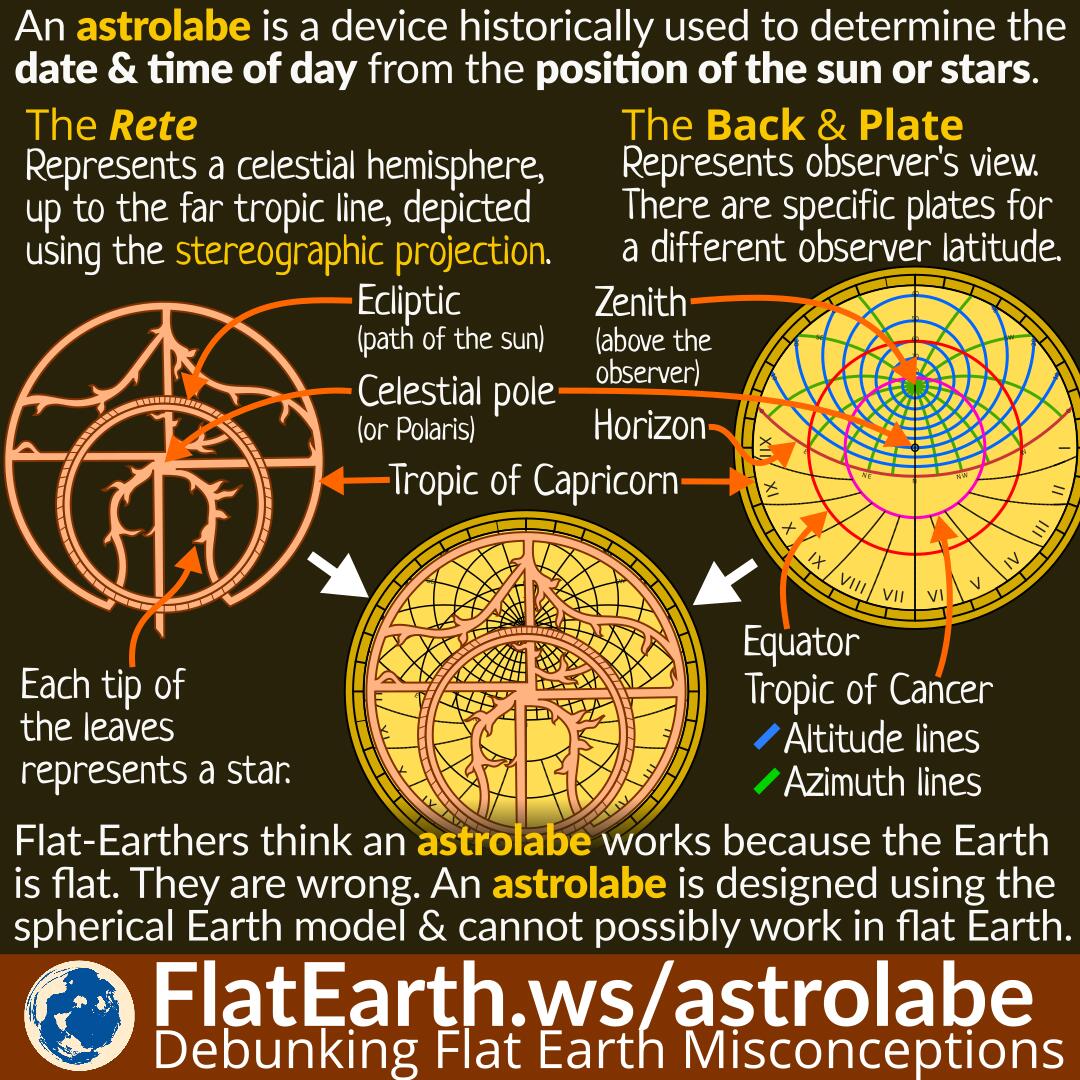 An astrolabe is a device historically used to determine the
date & time of day from the position of the sun or stars.
The Rete
Represents a celestial hemisphere,
up to the far tropic line, depicted
using the stereographic projection.
The Back & Plate
Represents observer's view.
There are specific plates for
a different observer latitude.
Ecliptic
(path of the sun)
Zenith
(above the
observer)
Celestial pole
(or Polaris)
Horizon
Tropic of Capricorn
Each tip of
the leaves
represents a star.
I
II
III
IV
V
VI
VII
VIII
IX
X
XI
XII
NE
N
NW
Equator
Tropic of Cancer
Altitude lines
Azimuth lines
Flat-Earthers think an astrolabe works because the Earth
is flat. They are wrong. An astrolabe is designed using the
spherical Earth model & cannot possibly work in flat Earth.
FlatEarth.ws/astrolabe
Debunking Flat Earth Misconceptions